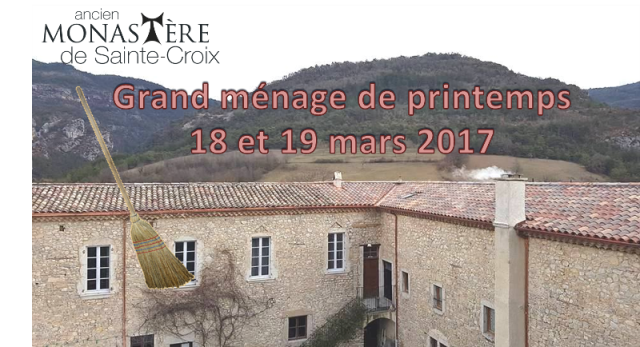 ancien
MONASTÈRE
de Sainte-Croix
Grand ménage de printemps
18 et 19 mars 2017